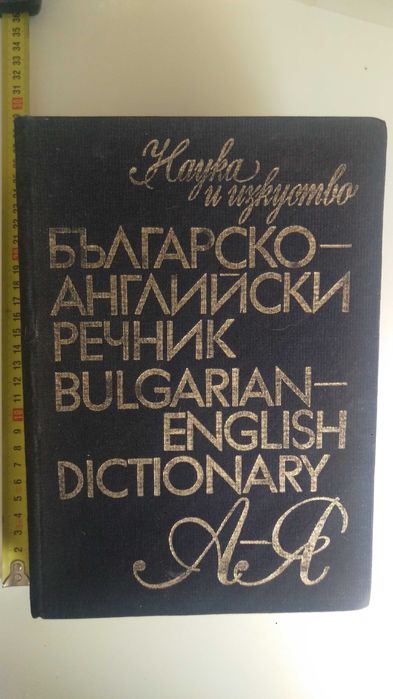 Наука
и изкуство
БЪЛГАРСКО–
АНГЛИЙСКИ
РЕЧНИК
BULGARIAN–
ENGLISH
DICTIONARY
А–Я